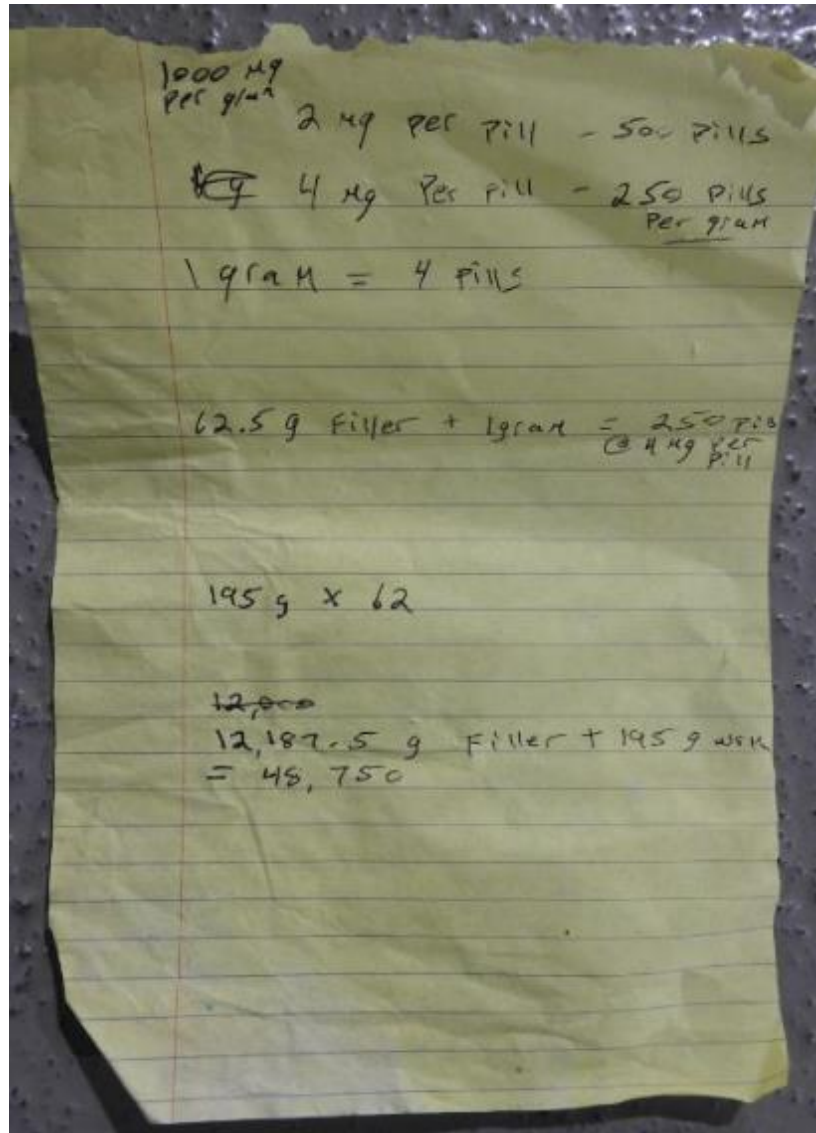 1000 mg
per gram
2 mg per pill - 500 pills
4 mg per pill - 250 pills
per gram
1 gram = 4 pills
62.5 g filler + 1 gram = 250 pills
@ 4 mg per
pill
195 g x 62
12,000
12,187.5 g filler + 195 g
= 48,750